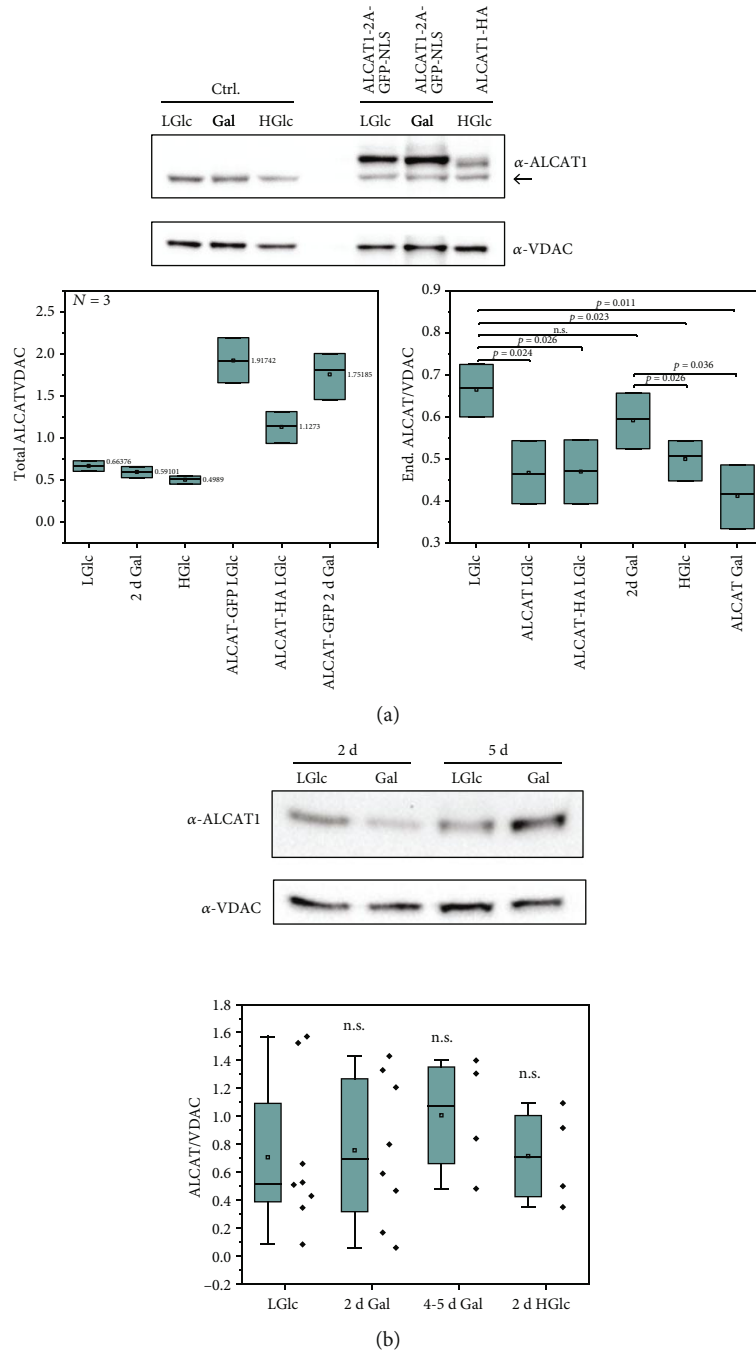 ALCAT1-2A-
GFP-NLS
ALCAT1-2A-
GFP-NLS
ALCAT1-HA
Ctrl.
LGlc Gal HGlc LGlc Gal HGlc
α-ALCAT1
←
α-VDAC
N = 3
Total ALCATVDAC
2.5
2.0
1.5
1.0
0.5
0.0
0.66376
0.59101
0.4989
1.91742
1.1273
1.75185
LGlc
2 d Gal
HGlc
ALCAT-GFP LGlc
ALCAT-HA LGlc
ALCAT-GFP 2 d Gal
End. ALCAT/VDAC
0.9
0.8
0.7
0.6
0.5
0.4
0.3
p = 0.011
p = 0.023
n.s.
p = 0.026
p = 0.024
p = 0.036
p = 0.026
LGlc
ALCAT LGlc
ALCAT-HA LGlc
2d Gal
HGlc
ALCAT Gal
(a)
2 d 5 d
LGlc Gal LGlc Gal
α-ALCAT1
α-VDAC
ALCAT/VDAC
1.8
1.6
1.4
1.2
1.0
0.8
0.6
0.4
0.2
0.0
−0.2
n.s.
n.s.
n.s.
LGlc 2 d Gal 4-5 d Gal 2 d HGlc
(b)